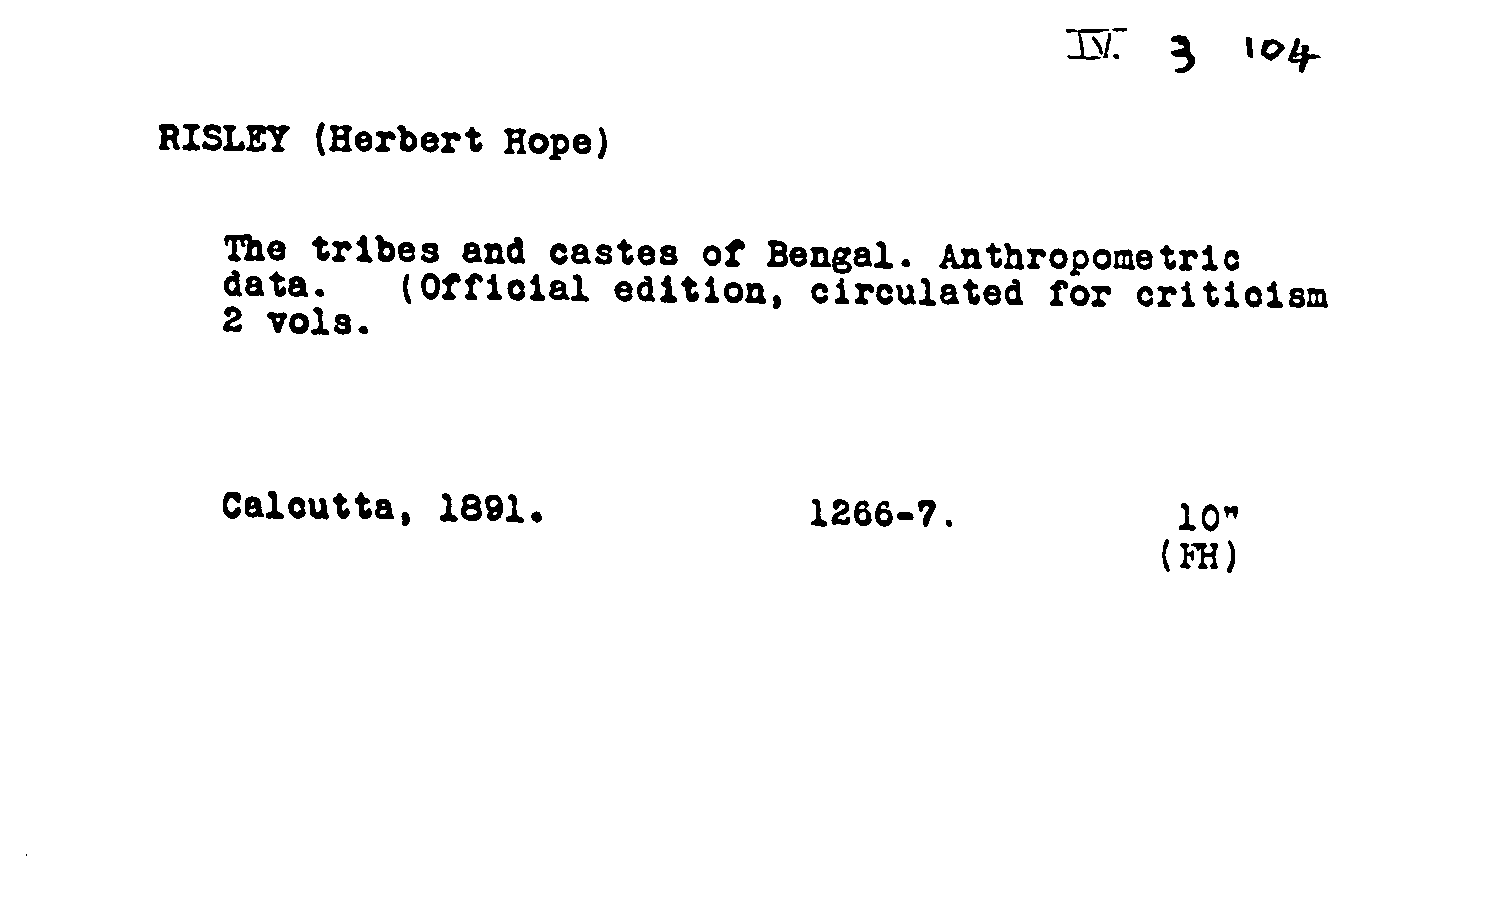 IV. 3 104
RISLEY (Herbert Hope)
The tribes and castes of Bengal. Anthropometric
data. (Official edition, circulated for criticism
2 vols.
Calcutta, 1891. 1266-7. 10"
(FH)